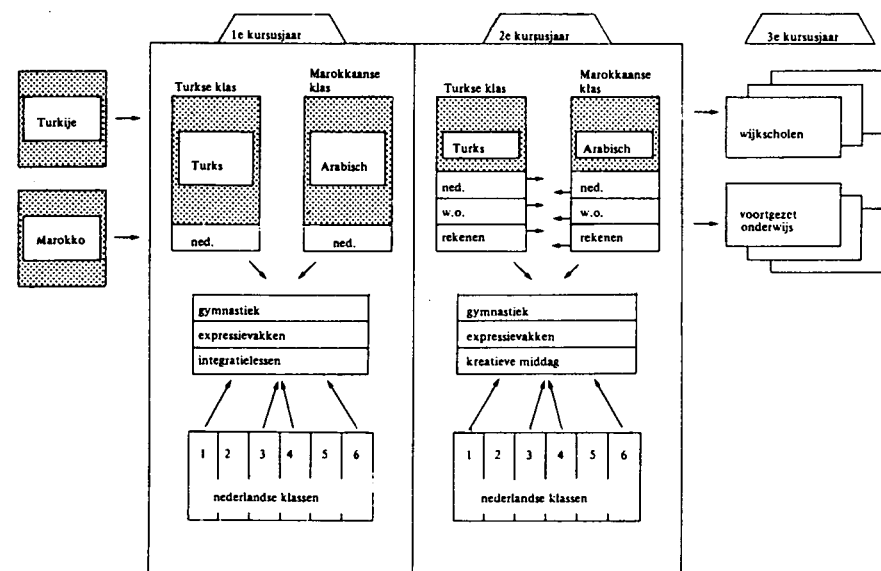 1e kursusjaar
2e kursusjaar
3e kursusjaar
Turkije
Marokko
Turkse klas
Marokkaanse
klas
Turks
Arabisch
ned.
ned.
gymnastiek
expressievakken
integratielessen
1 2 3 4 5 6
nederlandse klassen
Turkse klas
Marokkaanse
klas
Turks
Arabisch
ned.
w.o.
rekenen
ned.
w.o.
rekenen
gymnastiek
expressievakken
kreatieve middag
1 2 3 4 5 6
nederlandse klassen
wijkscholen
voortgezet
onderwijs